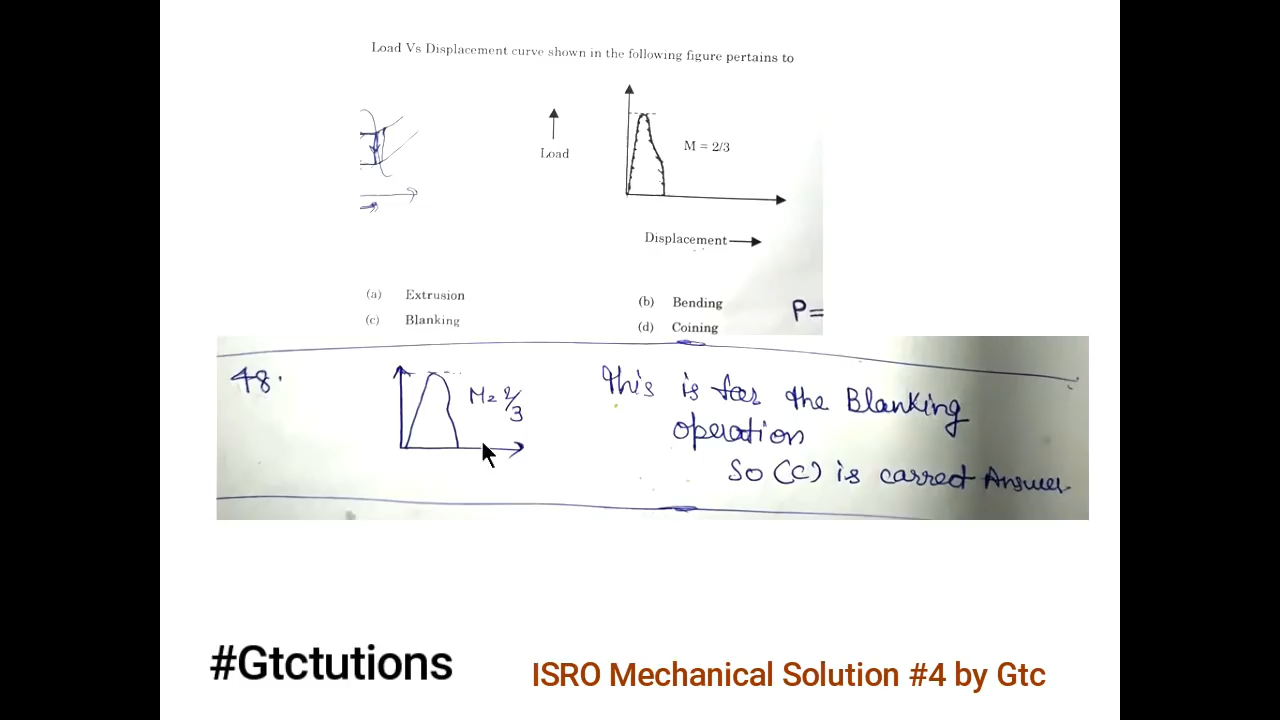 Load Vs Displacement curve shown in the following figure pertains to
Load
M = 2/3
Displacement
(a) Extrusion
(b) Bending
(c) Blanking
(d) Coining
P=
48.
M = 2/3
This is for the Blanking
operation
So (c) is carrect Answer
#Gtctutions
ISRO Mechanical Solution #4 by Gtc